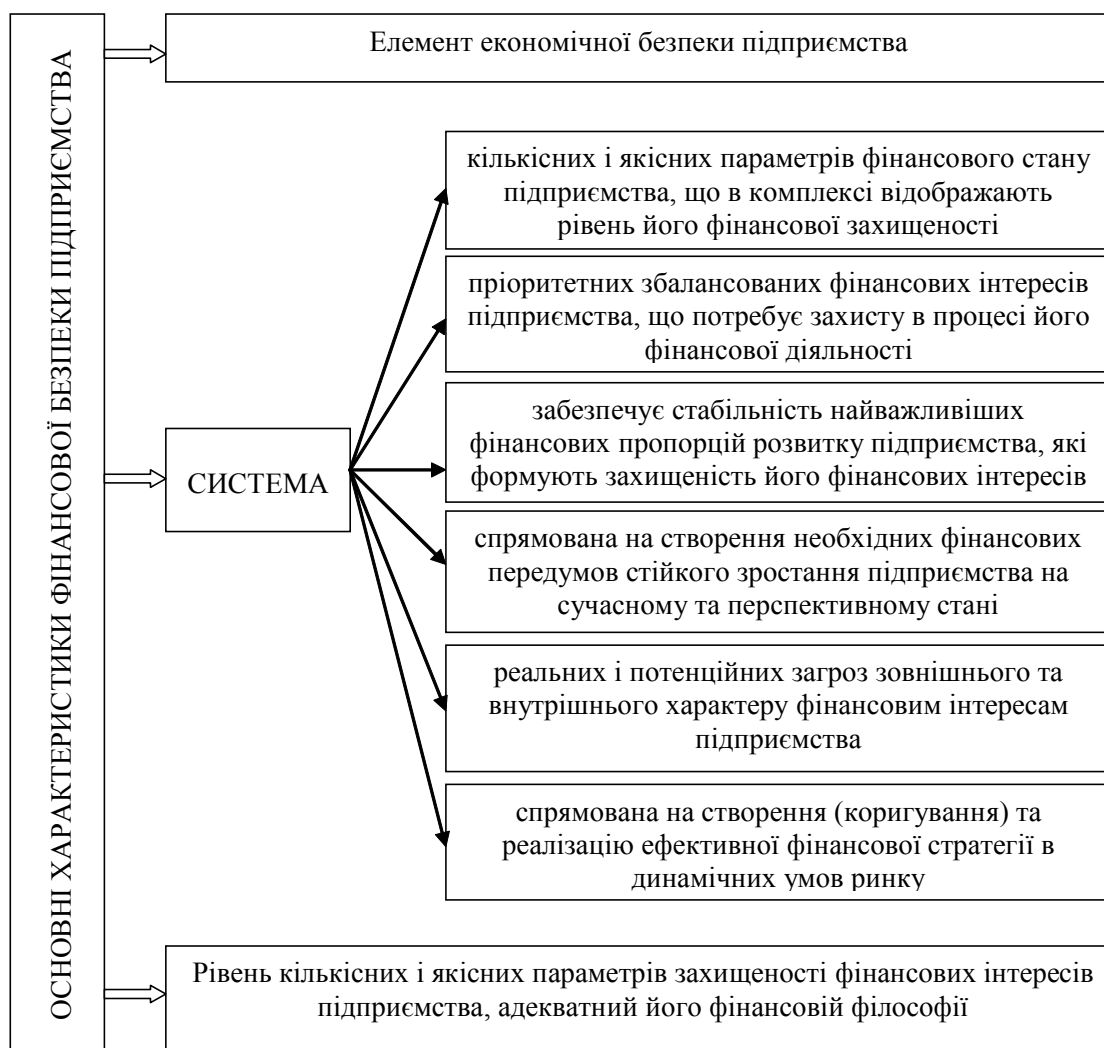 ОСНОВНІ ХАРАКТЕРИСТИКИ ФІНАНСОВОЇ БЕЗПЕКИ ПІДПРИЄМСТВА
Елемент економічної безпеки підприємства
СИСТЕМА
кількісних і якісних параметрів фінансового стану
підприємства, що в комплексі відображають
рівень його фінансової захищеності
пріоритетних збалансованих фінансових інтересів
підприємства, що потребує захисту в процесі його
фінансової діяльності
забезпечує стабільність найважливіших
фінансових пропорцій розвитку підприємства, які
формують захищеність його фінансових інтересів
спрямована на створення необхідних фінансових
передумов стійкого зростання підприємства на
сучасному та перспективному стані
реальних і потенційних загроз зовнішнього та
внутрішнього характеру фінансовим інтересам
підприємства
спрямована на створення (коригування) та
реалізацію ефективної фінансової стратегії в
динамічних умов ринку
Рівень кількісних і якісних параметрів захищеності фінансових інтересів
підприємства, адекватний його фінансовій філософії